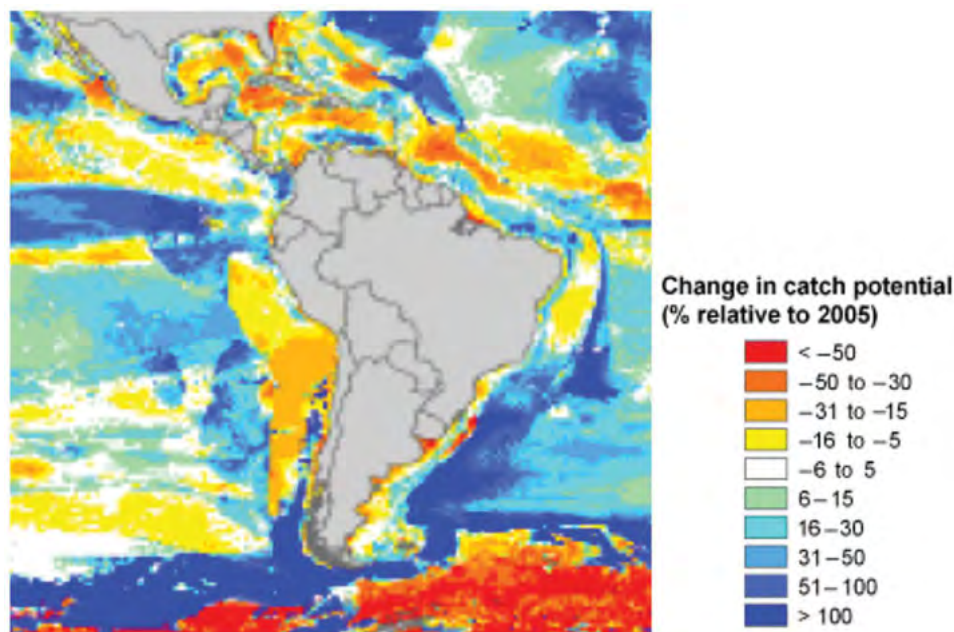 Change in catch potential
(% relative to 2005)
< −50
−50 to −30
−31 to −15
−16 to −5
−6 to 5
6–15
16–30
31–50
51–100
> 100